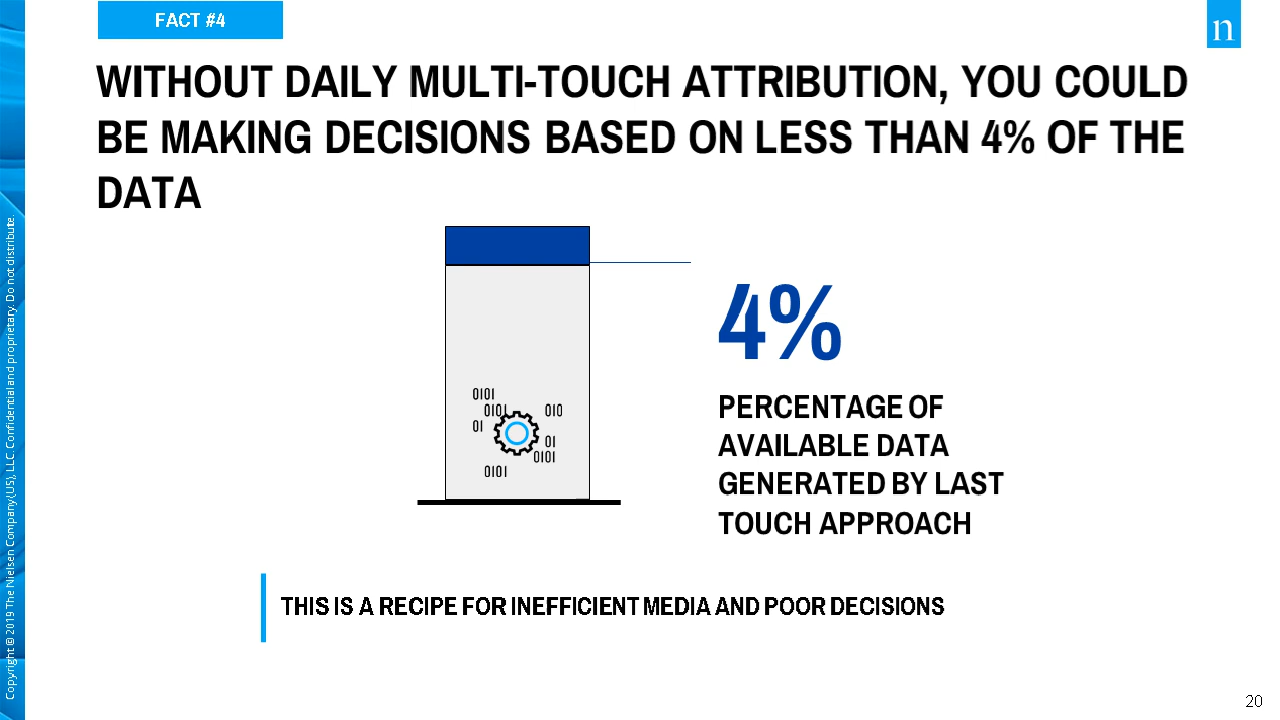 FACT #4
n
WITHOUT DAILY MULTI-TOUCH ATTRIBUTION, YOU COULD
BE MAKING DECISIONS BASED ON LESS THAN 4% OF THE
DATA
4%
PERCENTAGE OF
AVAILABLE DATA
GENERATED BY LAST
TOUCH APPROACH
0101
0101
010
01
01
0101
0101
THIS IS A RECIPE FOR INEFFICIENT MEDIA AND POOR DECISIONS
Copyright © 2019 The Nielsen Company (US), LLC. Confidential and proprietary. Do not distribute.
20